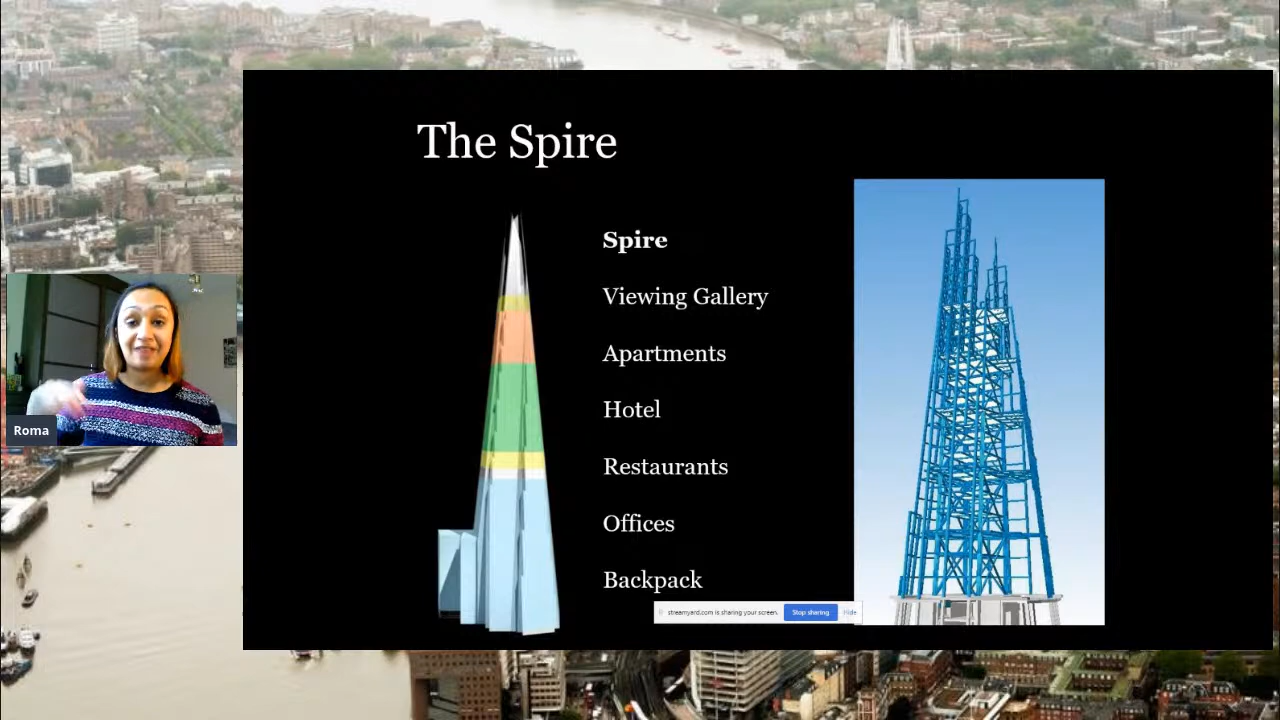 The Spire
Spire
Viewing Gallery
Apartments
Hotel
Restaurants
Offices
Backpack
Roma
streamyard.com is sharing your screen. Stop sharing Hide